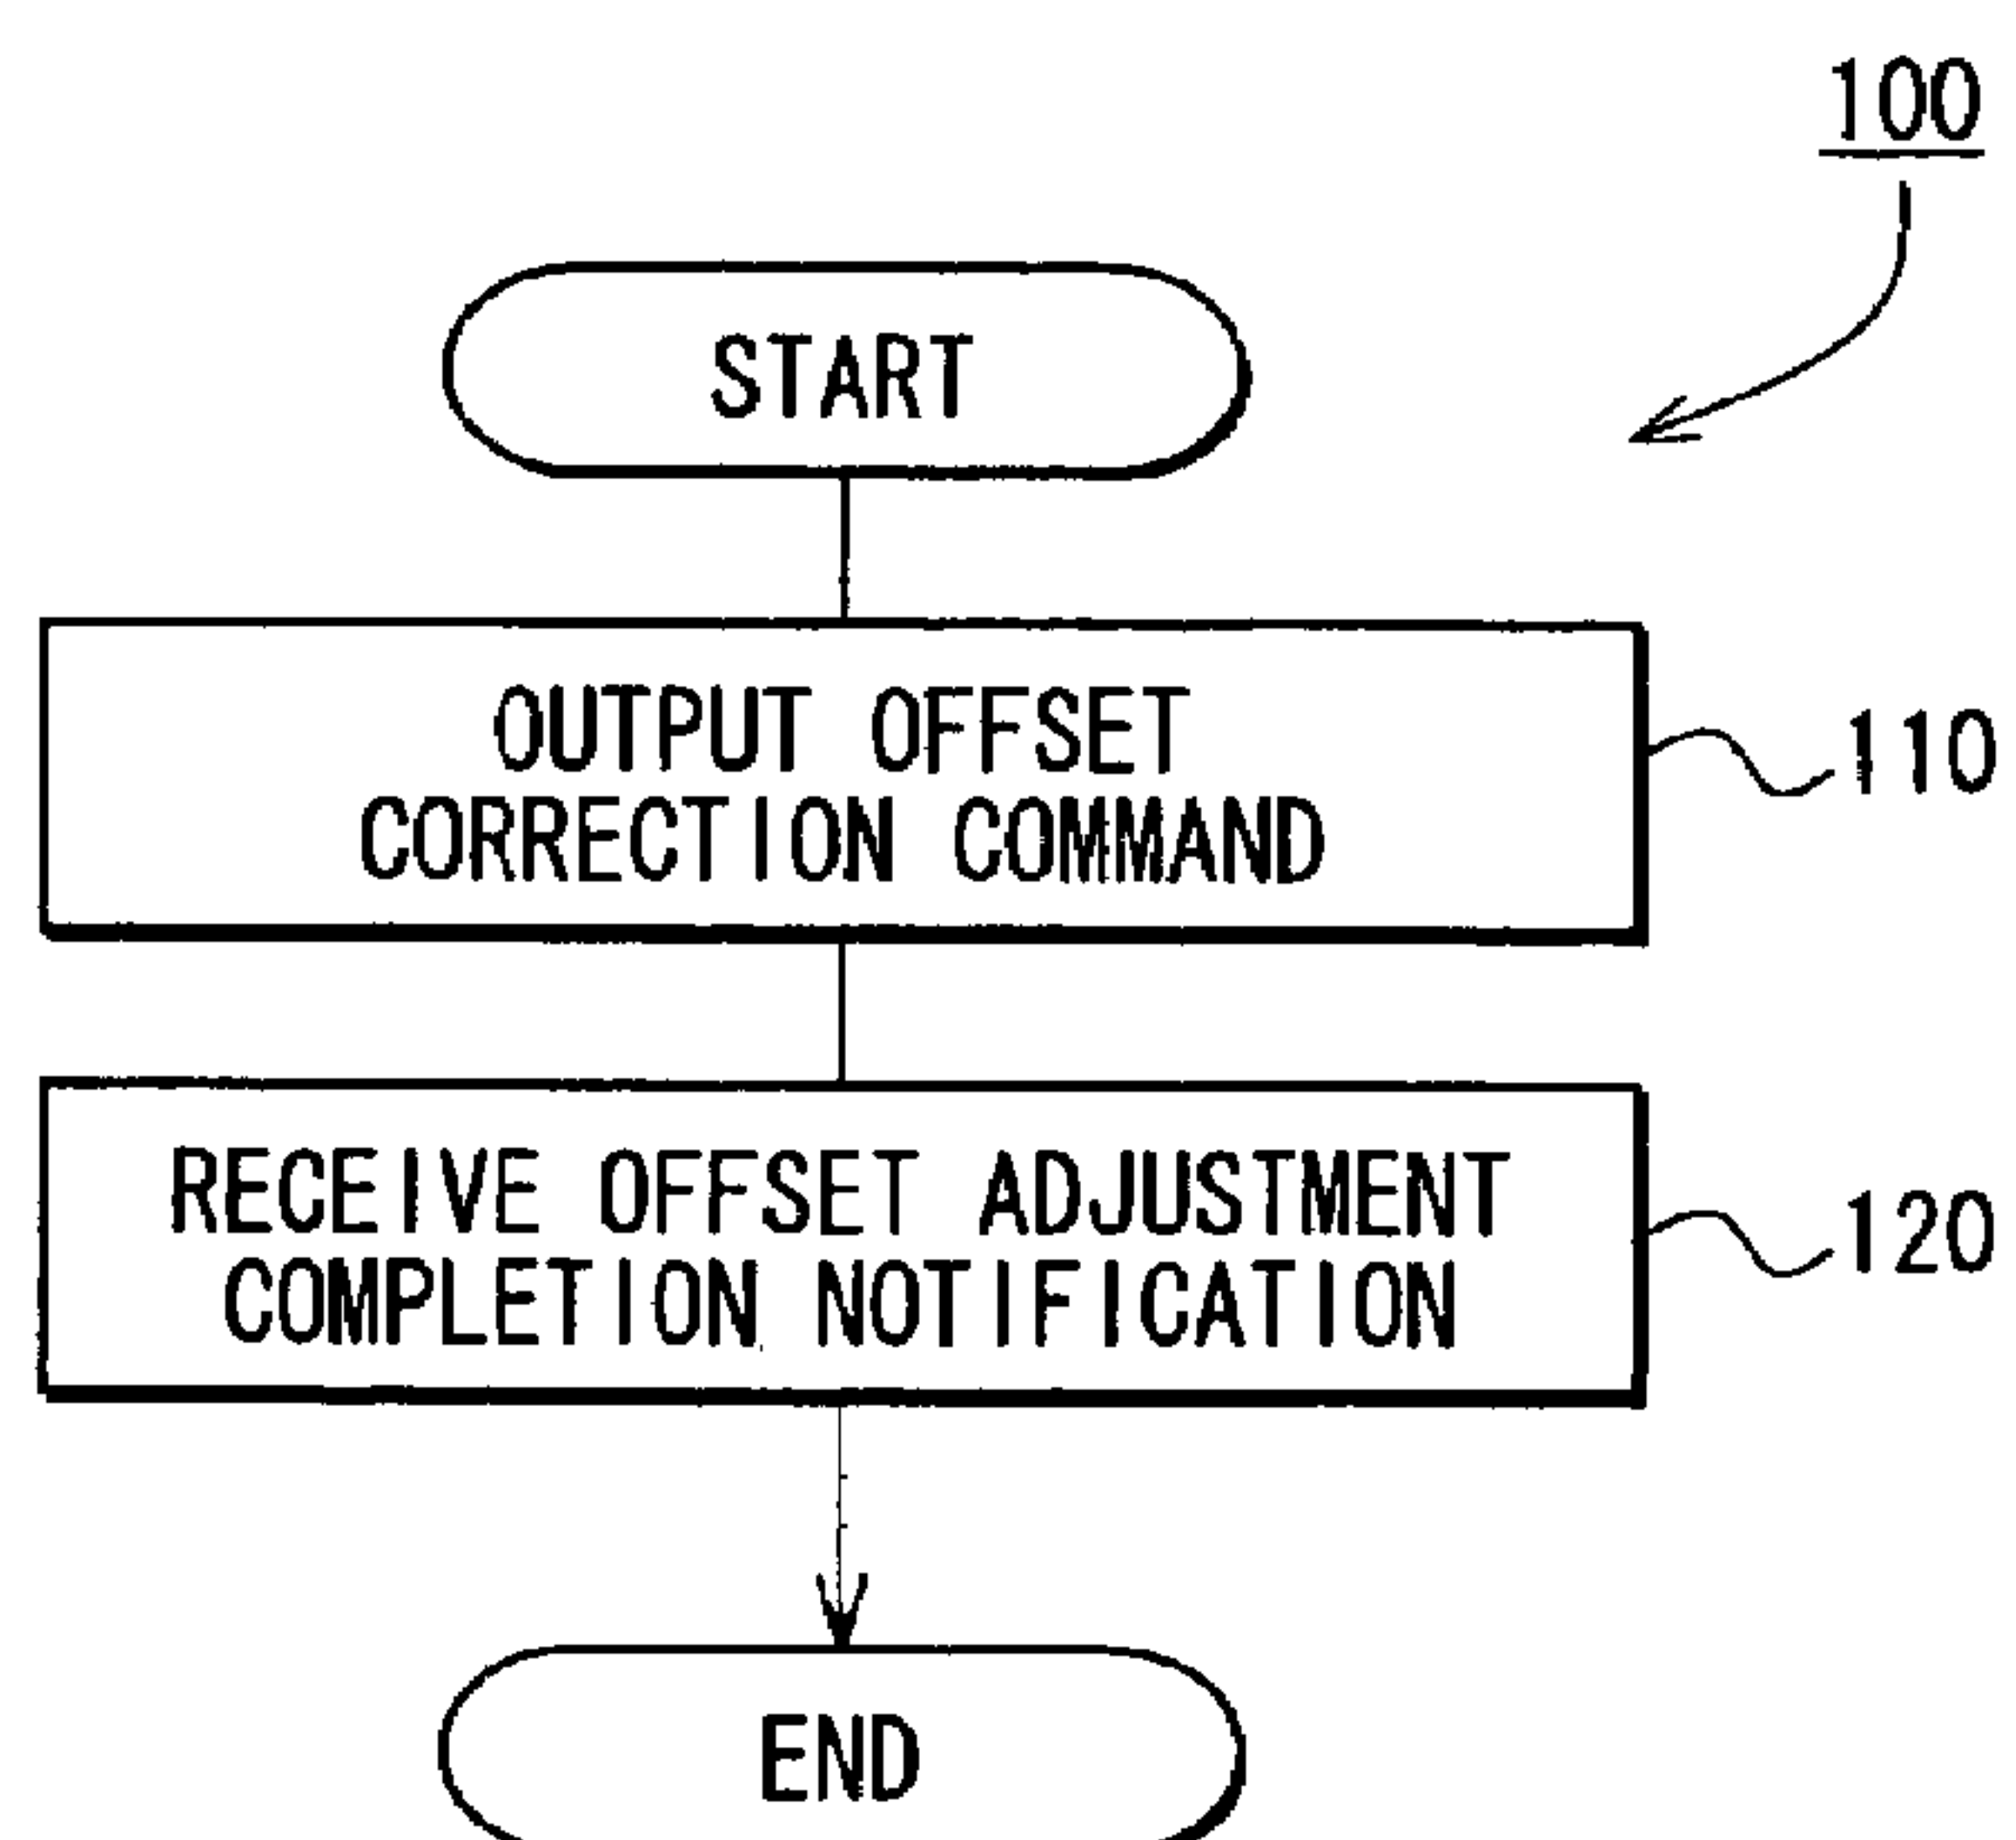 100
START
OUTPUT OFFSET
CORRECTION COMMAND
110
RECEIVE OFFSET ADJUSTMENT
COMPLETION NOTIFICATION
120
END